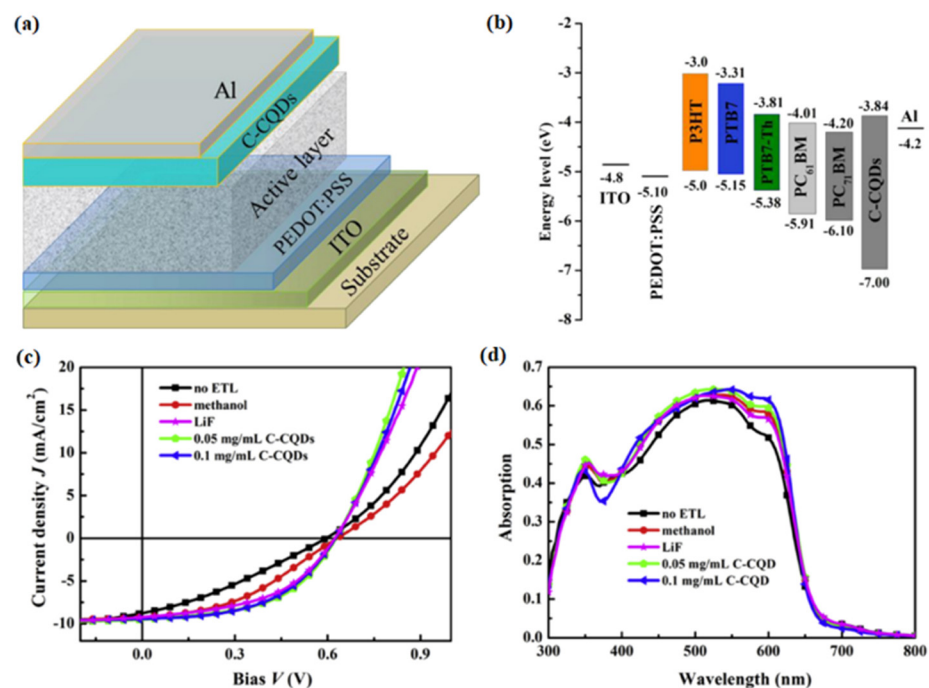 (a)
Al
C-CQDs
Active layer
PEDOT:PSS
ITO
Substrate
(b)
Energy level (eV)
-2
-3
-4
-5
-6
-7
-8
-4.8
ITO
-5.10
PEDOT:PSS
-3.0
P3HT
-5.0
-3.31
PTB7
-5.15
-3.81
PTB7-Th
-5.38
-4.01
PC61BM
-5.91
-4.20
PC71BM
-6.10
-3.84
C-CQDs
-7.00
Al
-4.2
(c)
Current density J (mA/cm²)
20
15
10
5
0
-5
-10
no ETL
methanol
LiF
0.05 mg/mL C-CQDs
0.1 mg/mL C-CQDs
0.0 0.3 0.6 0.9
Bias V (V)
(d)
Absorption
0.7
0.6
0.5
0.4
0.3
0.2
0.1
0.0
no ETL
methanol
LiF
0.05 mg/mL C-CQD
0.1 mg/mL C-CQD
300 400 500 600 700 800
Wavelength (nm)